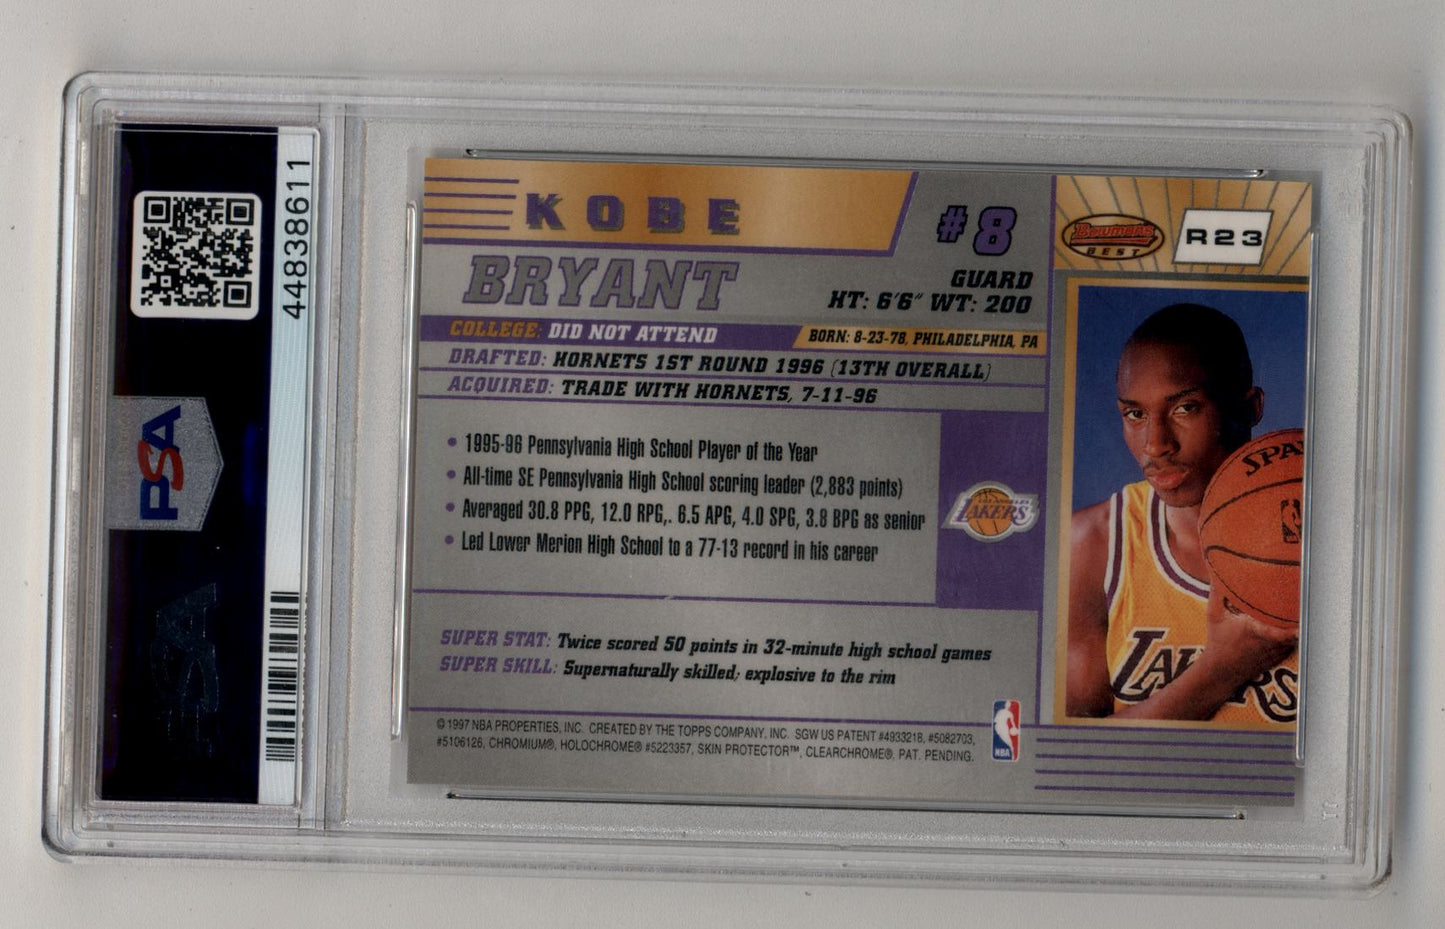 44838611
PSA
KOBE
BRYANT
#8
GUARD
HT: 6'6" WT: 200
COLLEGE: DID NOT ATTEND
BORN: 8-23-78, PHILADELPHIA, PA
DRAFTED: HORNETS 1ST ROUND 1996 (13TH OVERALL)
ACQUIRED: TRADE WITH HORNETS, 7-11-96
• 1995-96 Pennsylvania High School Player of the Year
• All-time SE Pennsylvania High School scoring leader (2,883 points)
• Averaged 30.8 PPG, 12.0 RPG,. 6.5 APG, 4.0 SPG, 3.8 BPG as senior
• Led Lower Merion High School to a 77-13 record in his career
LOS ANGELES
LAKERS
SUPER STAT: Twice scored 50 points in 32-minute high school games
SUPER SKILL: Supernaturally skilled; explosive to the rim
© 1997 NBA PROPERTIES, INC. CREATED BY THE TOPPS COMPANY, INC. SGW US PATENT #4933218, #5082703,
#5106126, CHROMIUM®, HOLOCHROME® #5223357, SKIN PROTECTOR™, CLEARCHROME®, PAT. PENDING.
NBA
Bowman's
BEST
R23
SPA
LAKERS